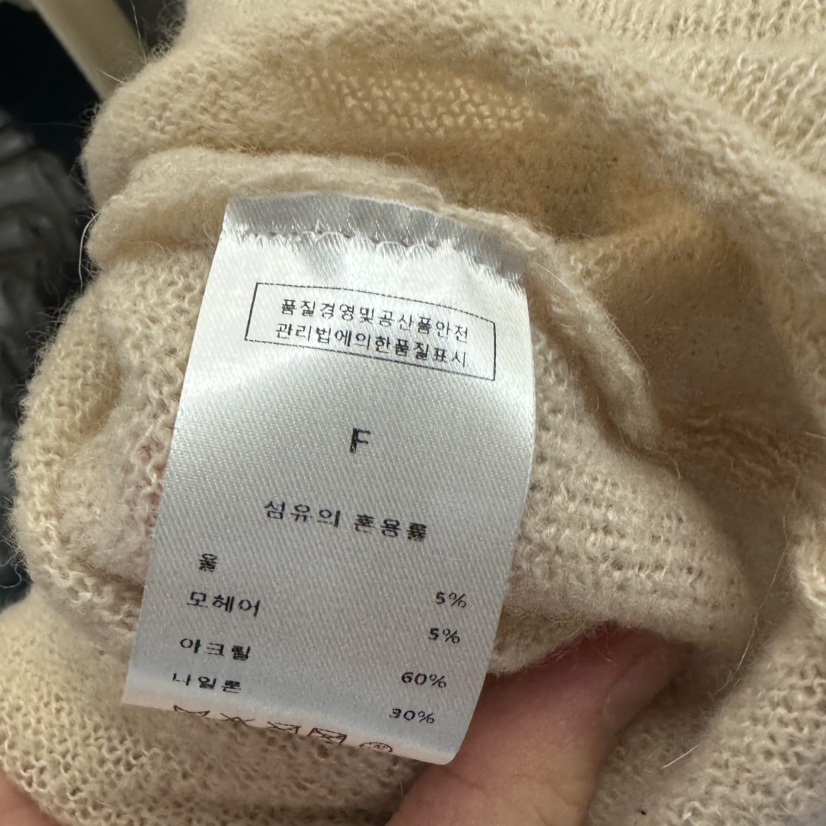 품질경영및공산품안전
관리법에의한품질표시
F
섬유의 혼용률
울 5%
모헤어 5%
아크릴 60%
나일론 30%